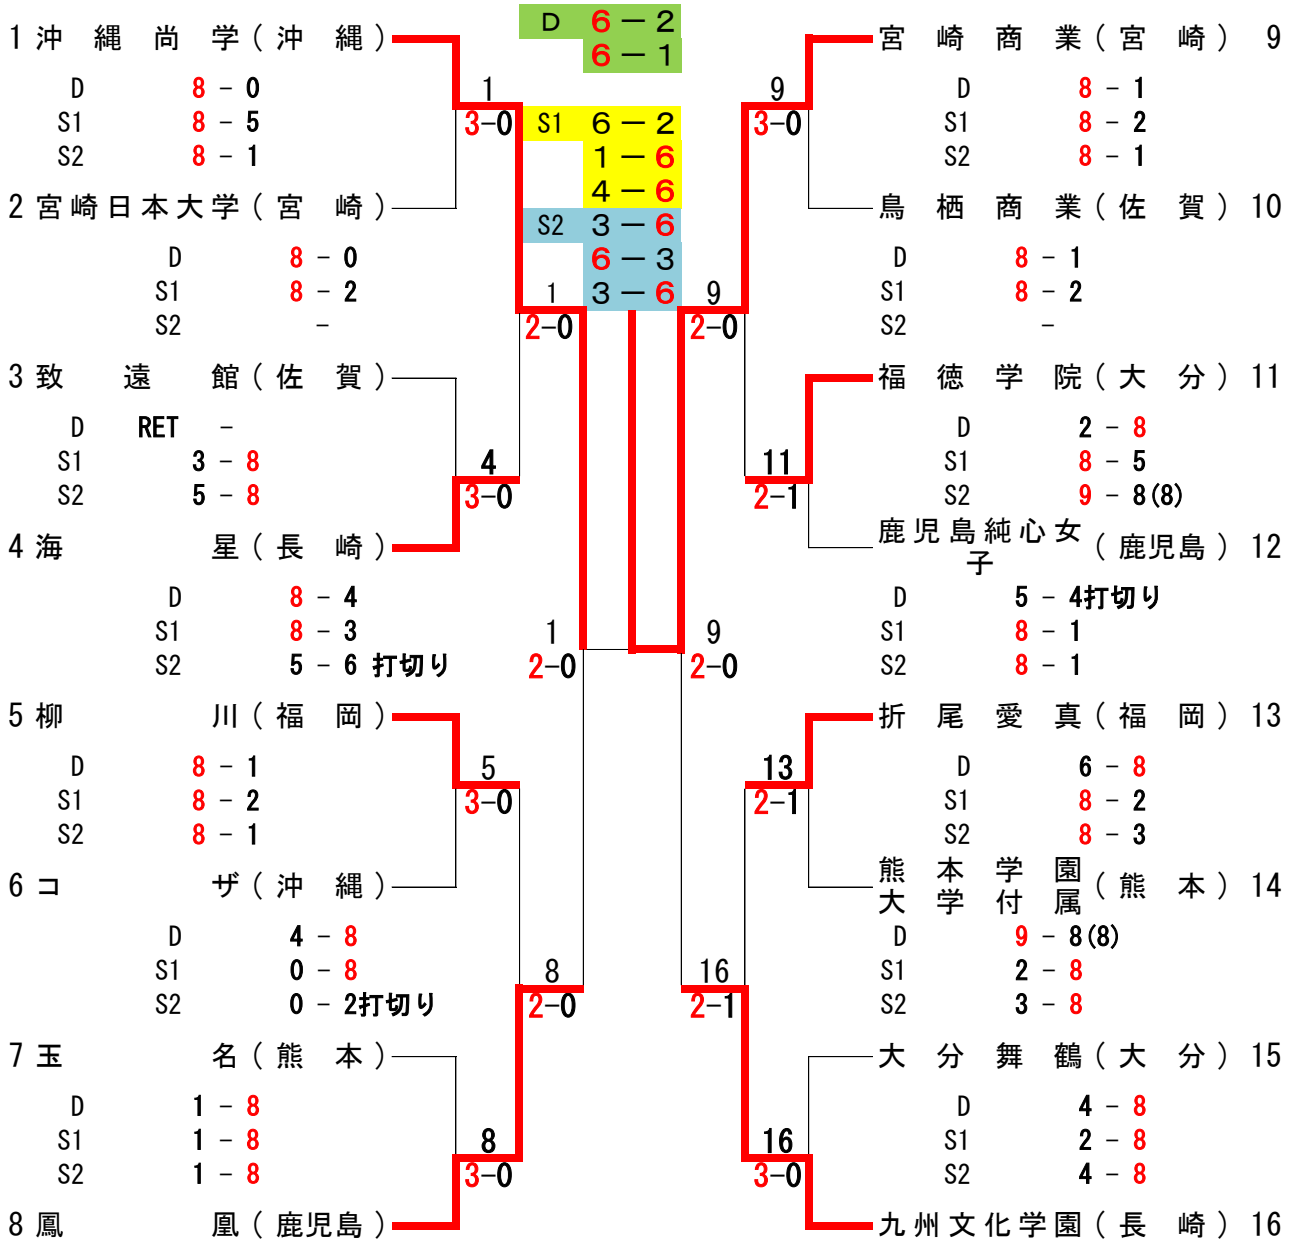 D 6－2
6－1
S1 6－2
1－6
4－6
S2 3－6
6－3
3－6
1 沖縄尚学(沖縄)
D 8 - 0
S1 8 - 5
S2 8 - 1
1
3-0
2 宮崎日本大学(宮崎)
D 8 - 0
S1 8 - 2
S2 -
1
2-0
3 致遠館(佐賀)
D RET -
S1 3 - 8
S2 5 - 8
4
3-0
4 海星(長崎)
D 8 - 4
S1 8 - 3
S2 5 - 6 打切り
1
2-0
5 柳川(福岡)
D 8 - 1
S1 8 - 2
S2 8 - 1
5
3-0
6 コザ(沖縄)
D 4 - 8
S1 0 - 8
S2 0 - 2打切り
8
2-0
7 玉名(熊本)
D 1 - 8
S1 1 - 8
S2 1 - 8
8
3-0
8 鳳凰(鹿児島)
宮崎商業(宮崎) 9
D 8 - 1
S1 8 - 2
S2 8 - 1
9
3-0
鳥栖商業(佐賀) 10
D 8 - 1
S1 8 - 2
S2 -
9
2-0
福徳学院(大分) 11
D 2 - 8
S1 8 - 5
S2 9 - 8(8)
11
2-1
鹿児島純心女
子
(鹿児島) 12
D 5 - 4打切り
S1 8 - 1
S2 8 - 1
9
2-0
折尾愛真(福岡) 13
D 6 - 8
S1 8 - 2
S2 8 - 3
13
2-1
熊本学園
大学付属
(熊本) 14
D 9 - 8(8)
S1 2 - 8
S2 3 - 8
16
2-1
大分舞鶴(大分) 15
D 4 - 8
S1 2 - 8
S2 4 - 8
16
3-0
九州文化学園(長崎) 16